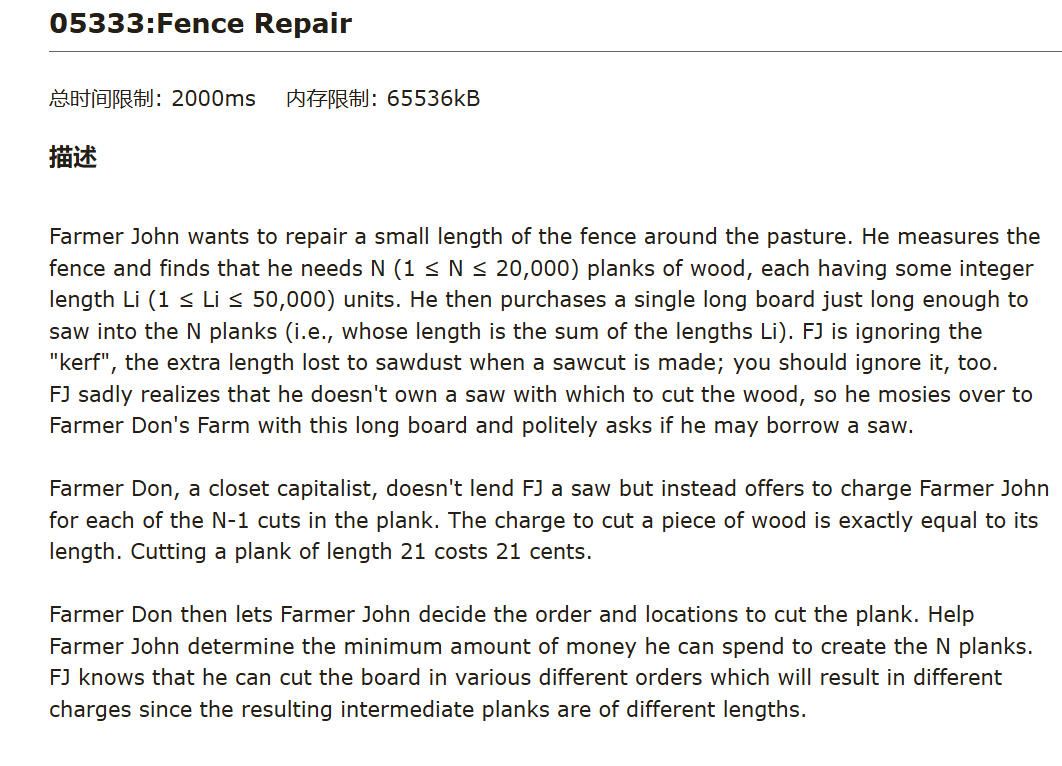 05333:Fence Repair
总时间限制: 2000ms 内存限制: 65536kB
描述
Farmer John wants to repair a small length of the fence around the pasture. He measures the
fence and finds that he needs N (1 ≤ N ≤ 20,000) planks of wood, each having some integer
length Li (1 ≤ Li ≤ 50,000) units. He then purchases a single long board just long enough to
saw into the N planks (i.e., whose length is the sum of the lengths Li). FJ is ignoring the
"kerf", the extra length lost to sawdust when a sawcut is made; you should ignore it, too.
FJ sadly realizes that he doesn't own a saw with which to cut the wood, so he mosies over to
Farmer Don's Farm with this long board and politely asks if he may borrow a saw.
Farmer Don, a closet capitalist, doesn't lend FJ a saw but instead offers to charge Farmer John
for each of the N-1 cuts in the plank. The charge to cut a piece of wood is exactly equal to its
length. Cutting a plank of length 21 costs 21 cents.
Farmer Don then lets Farmer John decide the order and locations to cut the plank. Help
Farmer John determine the minimum amount of money he can spend to create the N planks.
FJ knows that he can cut the board in various different orders which will result in different
charges since the resulting intermediate planks are of different lengths.